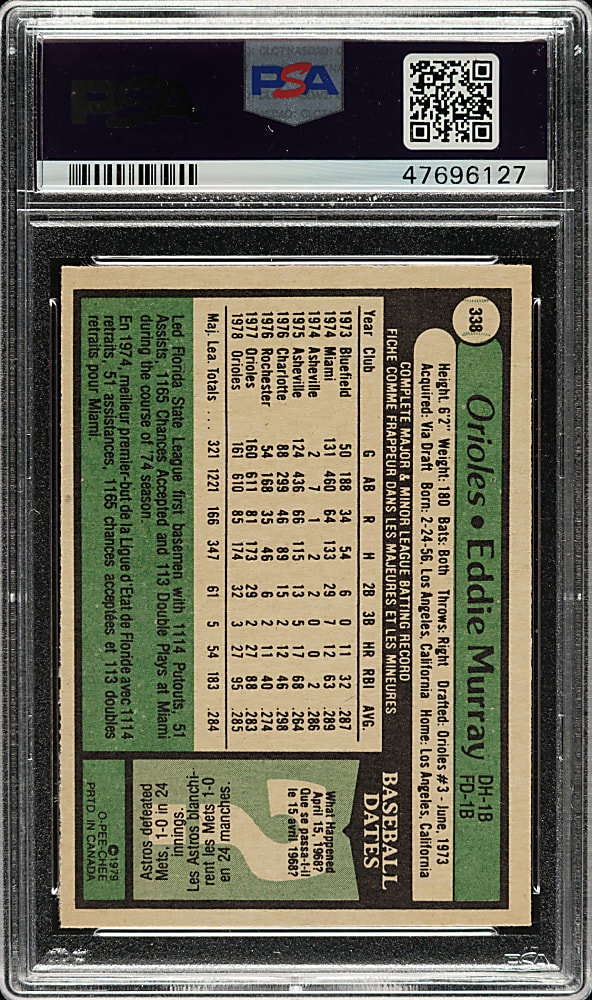 PSA
PSA
47696127
338
Orioles • Eddie Murray DH-1B
FD-1B
Height: 6'2" Weight: 180 Bats: Both Throws: Right Drafted: Orioles #3 - June, 1973
Acquired: Via Draft Born: 2-24-56, Los Angeles, California Home: Los Angeles, California
COMPLETE MAJOR & MINOR LEAGUE BATTING RECORD
FICHE COMME FRAPPEUR DANS LES MAJEURES ET LES MINEURES
Year Club G AB R H 2B 3B HR RBI AVG.
1973 Bluefield 50 188 34 54 6 0 11 32 .287
1974 Miami 131 460 64 133 29 7 12 63 .289
1974 Asheville 2 7 1 2 2 0 0 2 .286
1975 Asheville 124 436 66 115 13 5 17 68 .264
1976 Charlotte 88 299 46 89 15 2 12 46 .298
1976 Rochester 54 168 35 46 6 2 11 40 .274
1977 Orioles 160 611 81 173 29 2 27 88 .283
1978 Orioles 161 610 85 174 32 3 27 95 .285
Maj. Lea. Totals .... 321 1221 166 347 61 5 54 183 .284
Led Florida State League first basemen with 1114 Putouts, 51
Assists, 1165 Chances Accepted and 113 Double Plays at Miami
during the course of '74 season.
En 1974, meilleur premier-but de la Ligue d'Etat de Floride avec 1114
retraits, 51 assistances, 1165 chances acceptées et 113 doubles
retraits pour Miami.
BASEBALL
DATES
What Happened
April 15, 1968?
Que se passa-t-il
le 15 avril 1968?
Astros defeated
Mets 1-0 in 24
innings.
Les Astros blanchi-
rent les Mets 1-0
en 24 manches.
©1979
O-PEE-CHEE
PRTD. IN CANADA
PSA